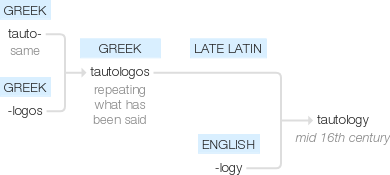 GREEK
tauto-
same
GREEK
-logos
GREEK
tautologos
repeating
what has
been said
LATE LATIN
ENGLISH
-logy
tautology
mid 16th century